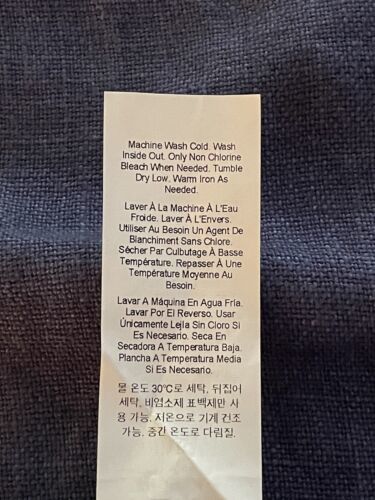 Machine Wash Cold. Wash
Inside Out. Only Non Chlorine
Bleach When Needed. Tumble
Dry Low. Warm Iron As
Needed.
Laver À La Machine À L'Eau
Froide. Laver À L'Envers.
Utiliser Au Besoin Un Agent De
Blanchiment Sans Chlore.
Sécher Par Culbutage À Basse
Température. Repasser À Une
Température Moyenne Au
Besoin.
Lavar A Máquina En Agua Fría.
Lavar Por El Reverso. Usar
Únicamente Lejía Sin Cloro Si
Es Necesario. Seca En
Secadora A Temperatura Baja.
Plancha A Temperatura Media
Si Es Necesario.
물 온도 30℃로 세탁, 뒤집어
세탁, 비염소제 표백제만 사
용 가능, 저온으로 기계 건조
가능, 중간 온도로 다림질.